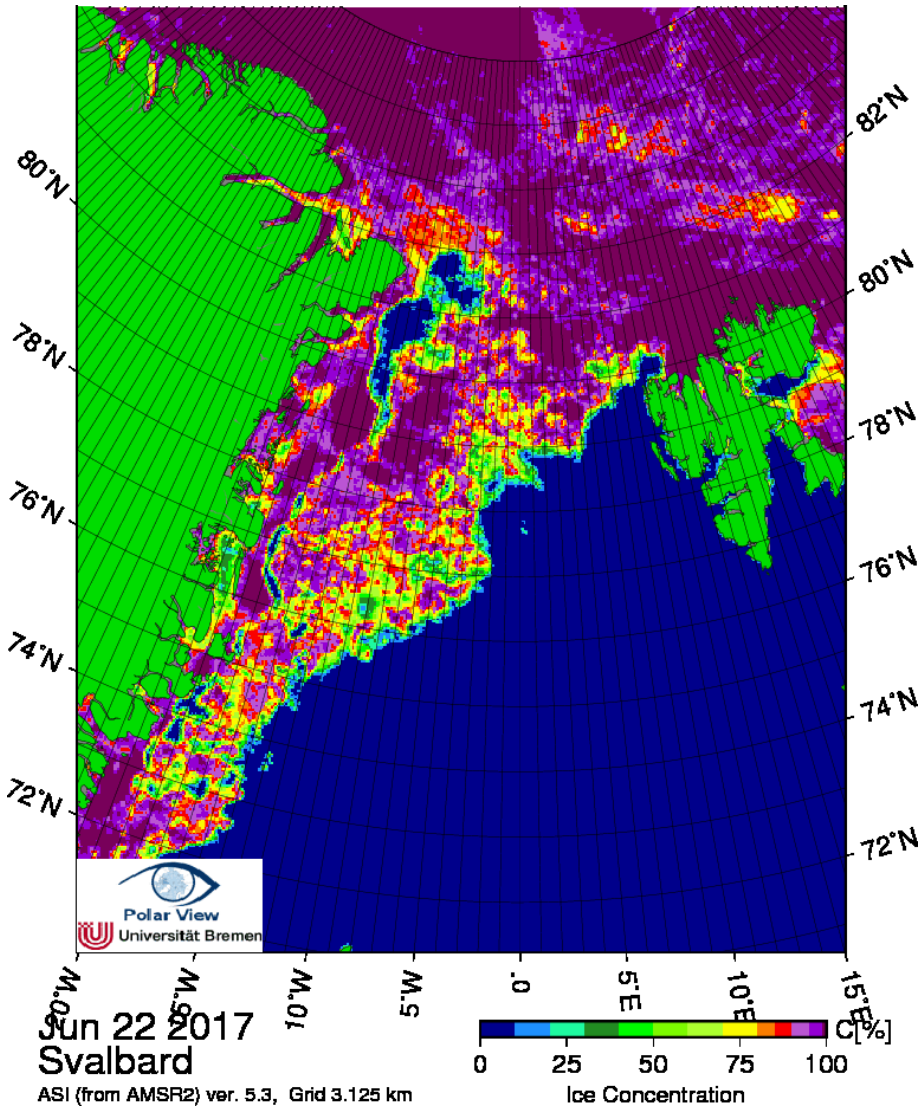 82°N
80°N
80°N
78°N
78°N
76°N
76°N
74°N
74°N
72°N
72°N
Polar View
Universität Bremen
20°W
15°W
10°W
5°W
0°
5°E
10°E
15°E
Jun 22 2017
Svalbard
ASI (from AMSR2) ver. 5.3, Grid 3.125 km
C[%]
0 25 50 75 100
Ice Concentration